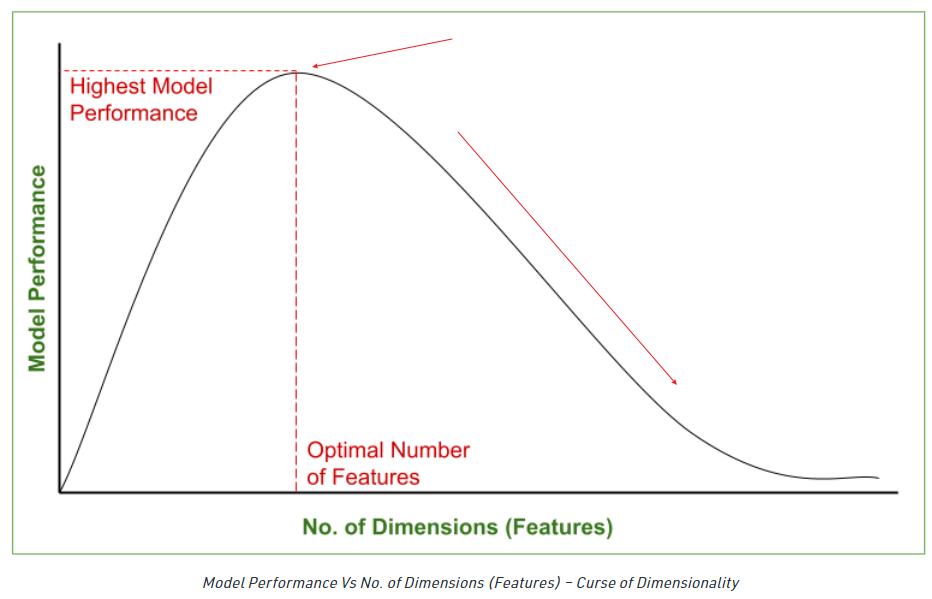 Highest Model
Performance
Model Performance
Optimal Number
of Features
No. of Dimensions (Features)
Model Performance Vs No. of Dimensions (Features) – Curse of Dimensionality